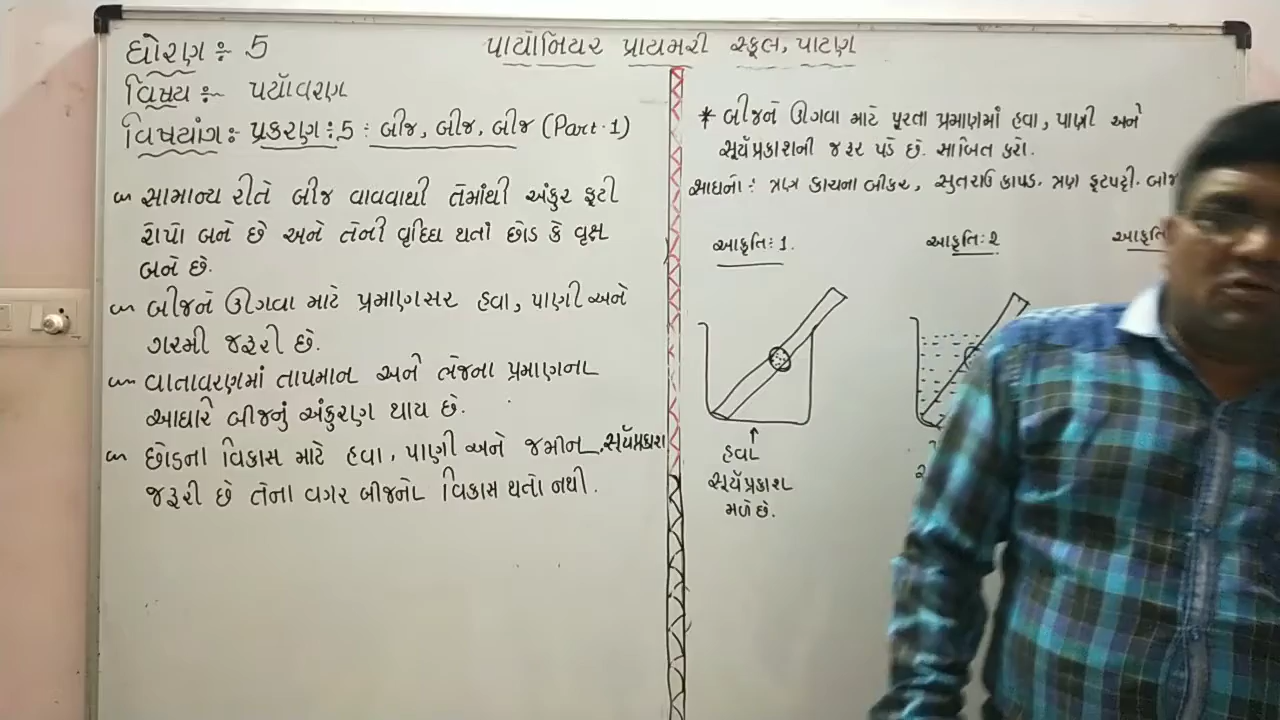 ધોરણ ઃ 5
પાયોનિયર પ્રાયમરી સ્કૂલ, પાટણ
વિષય ઃ- પર્યાવરણ
વિષયાંગ ઃ પ્રકરણ ઃ 5 : બીજ, બીજ, બીજ (Part-1)
સામાન્ય રીતે બીજ વાવવાથી તેમાંથી અંકુર ફૂટી
રોપો બને છે અને તેની વૃદ્ધિ થતાં છોડ કે વૃક્ષ
બને છે.
બીજને ઊગવા માટે પ્રમાણસર હવા, પાણી અને
ગરમી જરૂરી છે.
વાતાવરણમાં તાપમાન અને ભેજના પ્રમાણના
આધારે બીજનું અંકુરણ થાય છે.
છોડના વિકાસ માટે હવા, પાણી અને જમીન, સૂર્યપ્રકાશ
જરૂરી છે તેના વગર બીજનો વિકાસ થતો નથી.
* બીજને ઊગવા માટે પૂરતા પ્રમાણમાં હવા, પાણી અને
સૂર્યપ્રકાશની જરૂર પડે છે. સાબિત કરો.
સાધનો : ત્રણ કાચના બીકર, સુતરાઉ કાપડ, ત્રણ ફૂટપટ્ટી, બીજ
આકૃતિ : 1.
આકૃતિ : 2
આકૃતિ
હવા
સૂર્યપ્રકાશ
મળે છે.